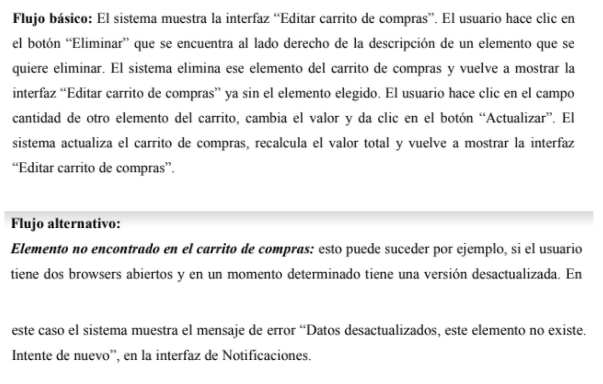 Flujo básico: El sistema muestra la interfaz “Editar carrito de compras”. El usuario hace clic en
el botón “Eliminar” que se encuentra al lado derecho de la descripción de un elemento que se
quiere eliminar. El sistema elimina ese elemento del carrito de compras y vuelve a mostrar la
interfaz “Editar carrito de compras” ya sin el elemento elegido. El usuario hace clic en el campo
cantidad de otro elemento del carrito, cambia el valor y da clic en el botón “Actualizar”. El
sistema actualiza el carrito de compras, recalcula el valor total y vuelve a mostrar la interfaz
“Editar carrito de compras”.
Flujo alternativo:
Elemento no encontrado en el carrito de compras: esto puede suceder por ejemplo, si el usuario
tiene dos browsers abiertos y en un momento determinado tiene una versión desactualizada. En
este caso el sistema muestra el mensaje de error “Datos desactualizados, este elemento no existe.
Intente de nuevo”, en la interfaz de Notificaciones.